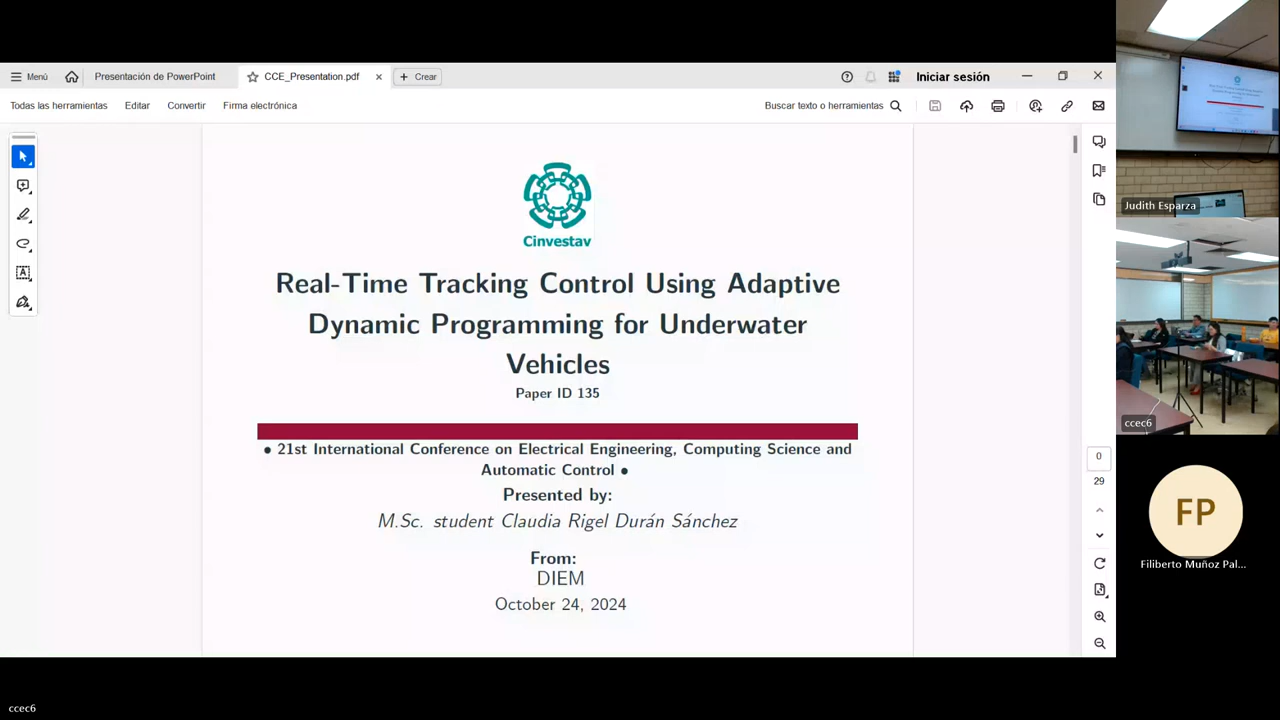 Menú
Presentación de PowerPoint
CCE_Presentation.pdf
Crear
Iniciar sesión
Todas las herramientas
Editar
Convertir
Firma electrónica
Buscar texto o herramientas
Cinvestav
Real-Time Tracking Control Using Adaptive
Dynamic Programming for Underwater
Vehicles
Paper ID 135
• 21st International Conference on Electrical Engineering, Computing Science and
Automatic Control •
Presented by:
M.Sc. student Claudia Rigel Durán Sánchez
From:
DIEM
October 24, 2024
0
29
Judith Esparza
ccec6
FP
Filiberto Muñoz Pal...
ccec6